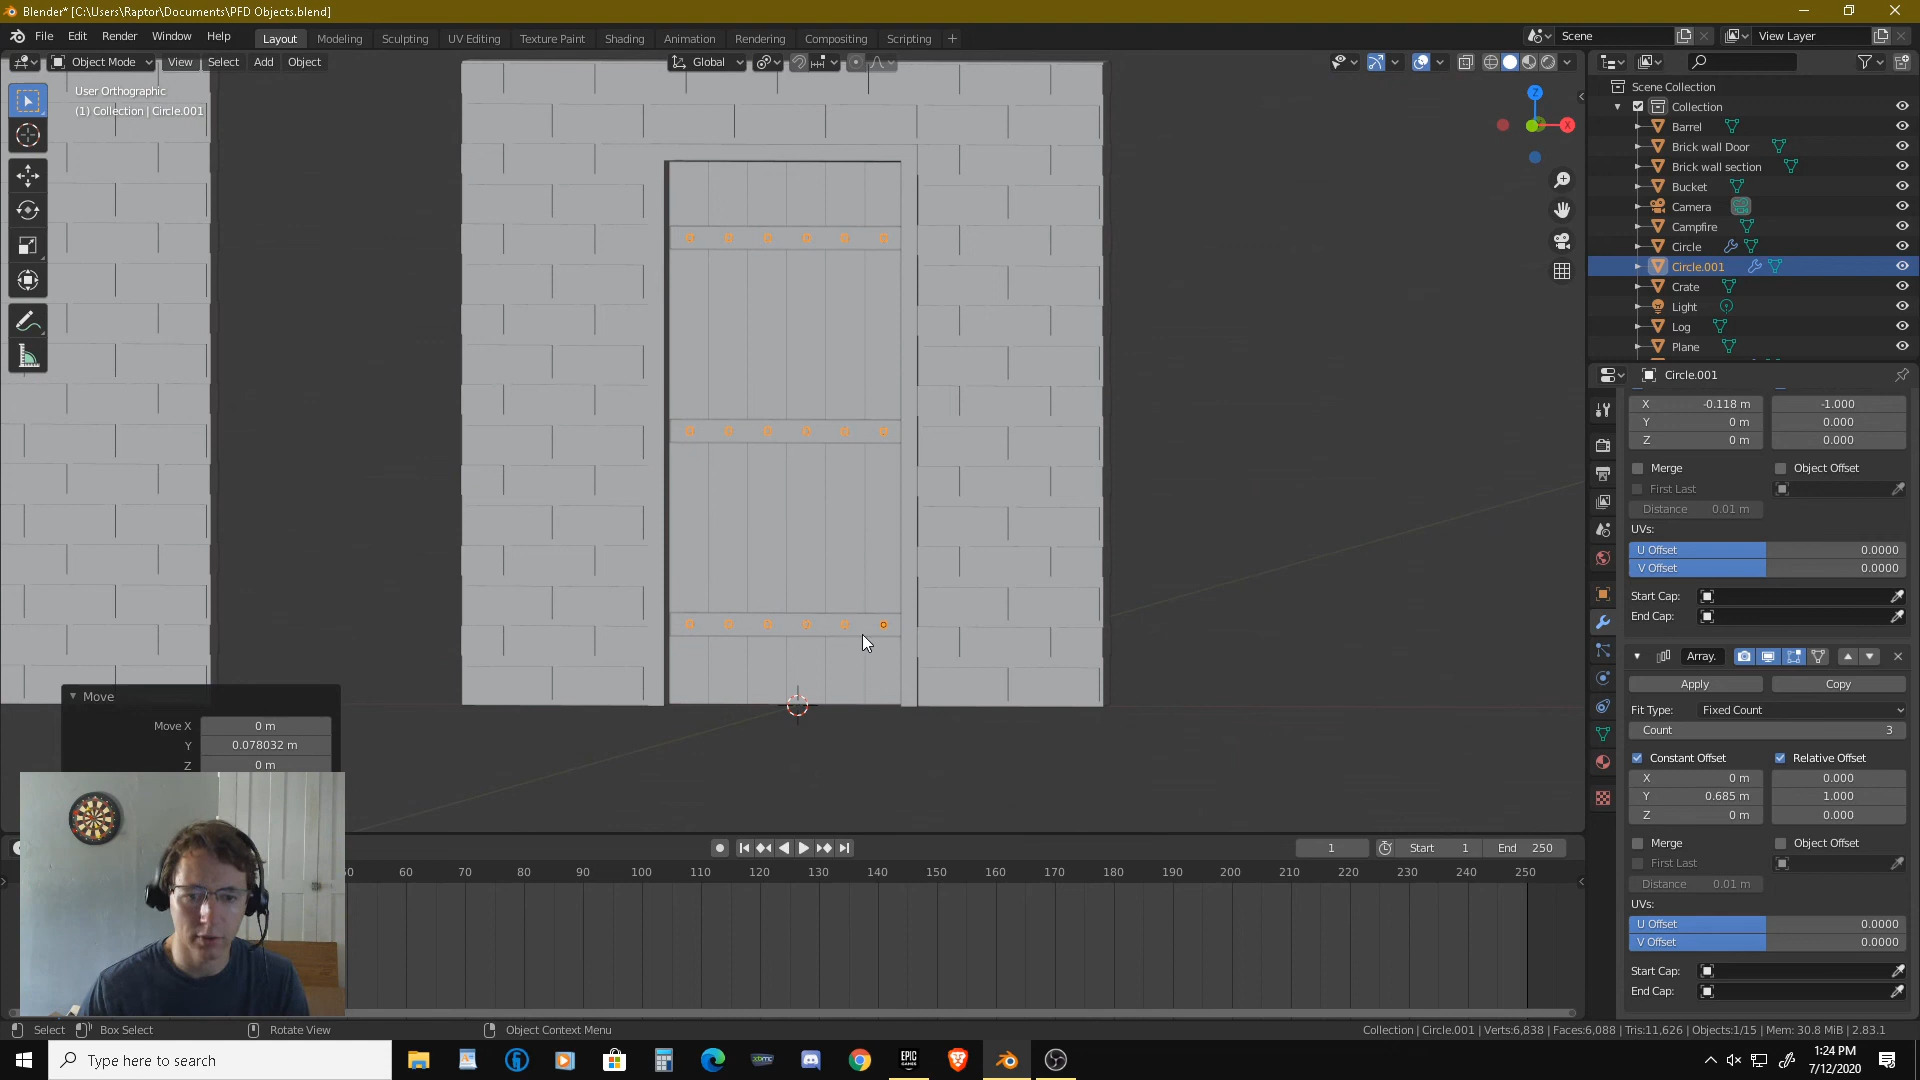 Blender* [C:\Users\Raptor\Documents\PFD Objects.blend]
File Edit Render Window Help
Layout Modeling Sculpting UV Editing Texture Paint Shading Animation Rendering Compositing Scripting +
Scene
View Layer
Object Mode View Select Add Object
Global
User Orthographic
(1) Collection | Circle.001
Z
X
Scene Collection
Collection
Barrel
Brick wall Door
Brick wall section
Bucket
Camera
Campfire
Circle
Circle.001
Crate
Light
Log
Plane
Circle.001
X -0.118 m -1.000
Y 0 m 0.000
Z 0 m 0.000
Merge Object Offset
First Last
Distance 0.01 m
UVs:
U Offset 0.0000
V Offset 0.0000
Start Cap:
End Cap:
Array.
Apply Copy
Fit Type: Fixed Count
Count 3
Constant Offset Relative Offset
X 0 m 0.000
Y 0.685 m 1.000
Z 0 m 0.000
Merge Object Offset
First Last
Distance 0.01 m
UVs:
U Offset 0.0000
V Offset 0.0000
Start Cap:
End Cap:
Move
Move X 0 m
Y 0.078032 m
Z 0 m
1 Start 1 End 250
60 70 80 90 100 110 120 130 140 150 160 170 180 190 200 210 220 230 240 250
Select Box Select Rotate View Object Context Menu
Collection | Circle.001 | Verts:6,838 | Faces:6,088 | Tris:11,626 | Objects:1/15 | Mem: 30.8 MiB | 2.83.1
Type here to search
EPIC
GAMES
1:24 PM
7/12/2020